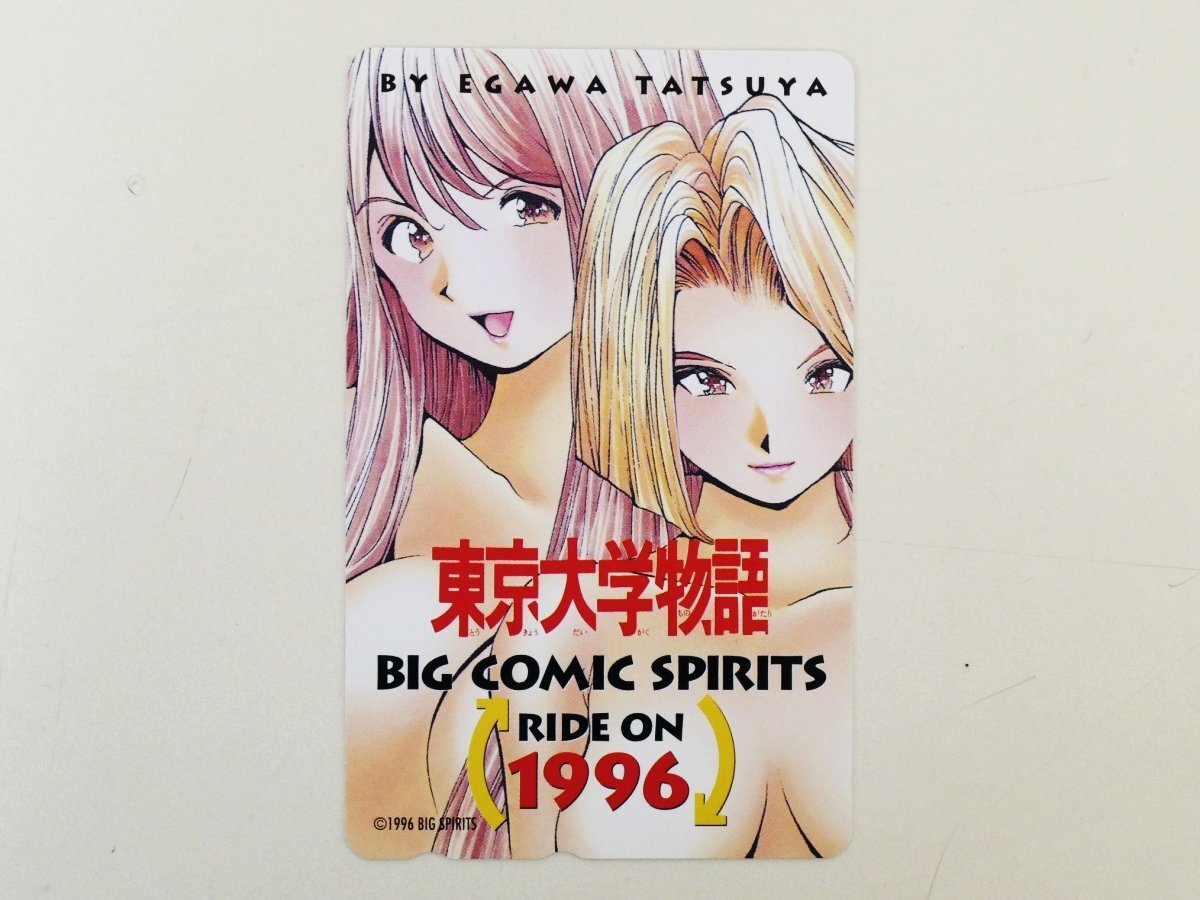 BY EGAWA TATSUYA
東京大学物語
とうきょうだいがくものがたり
BIG COMIC SPIRITS
RIDE ON
1996
©1996 BIG SPIRITS